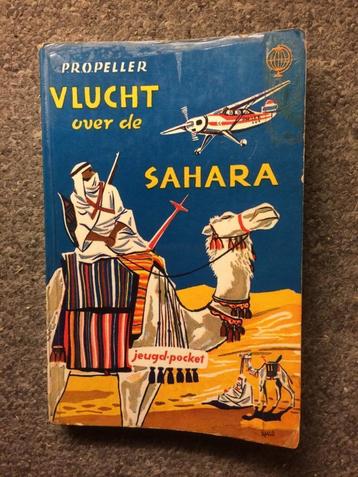 PROPELLER
VLUCHT
over de
SAHARA
jeugd-pocket